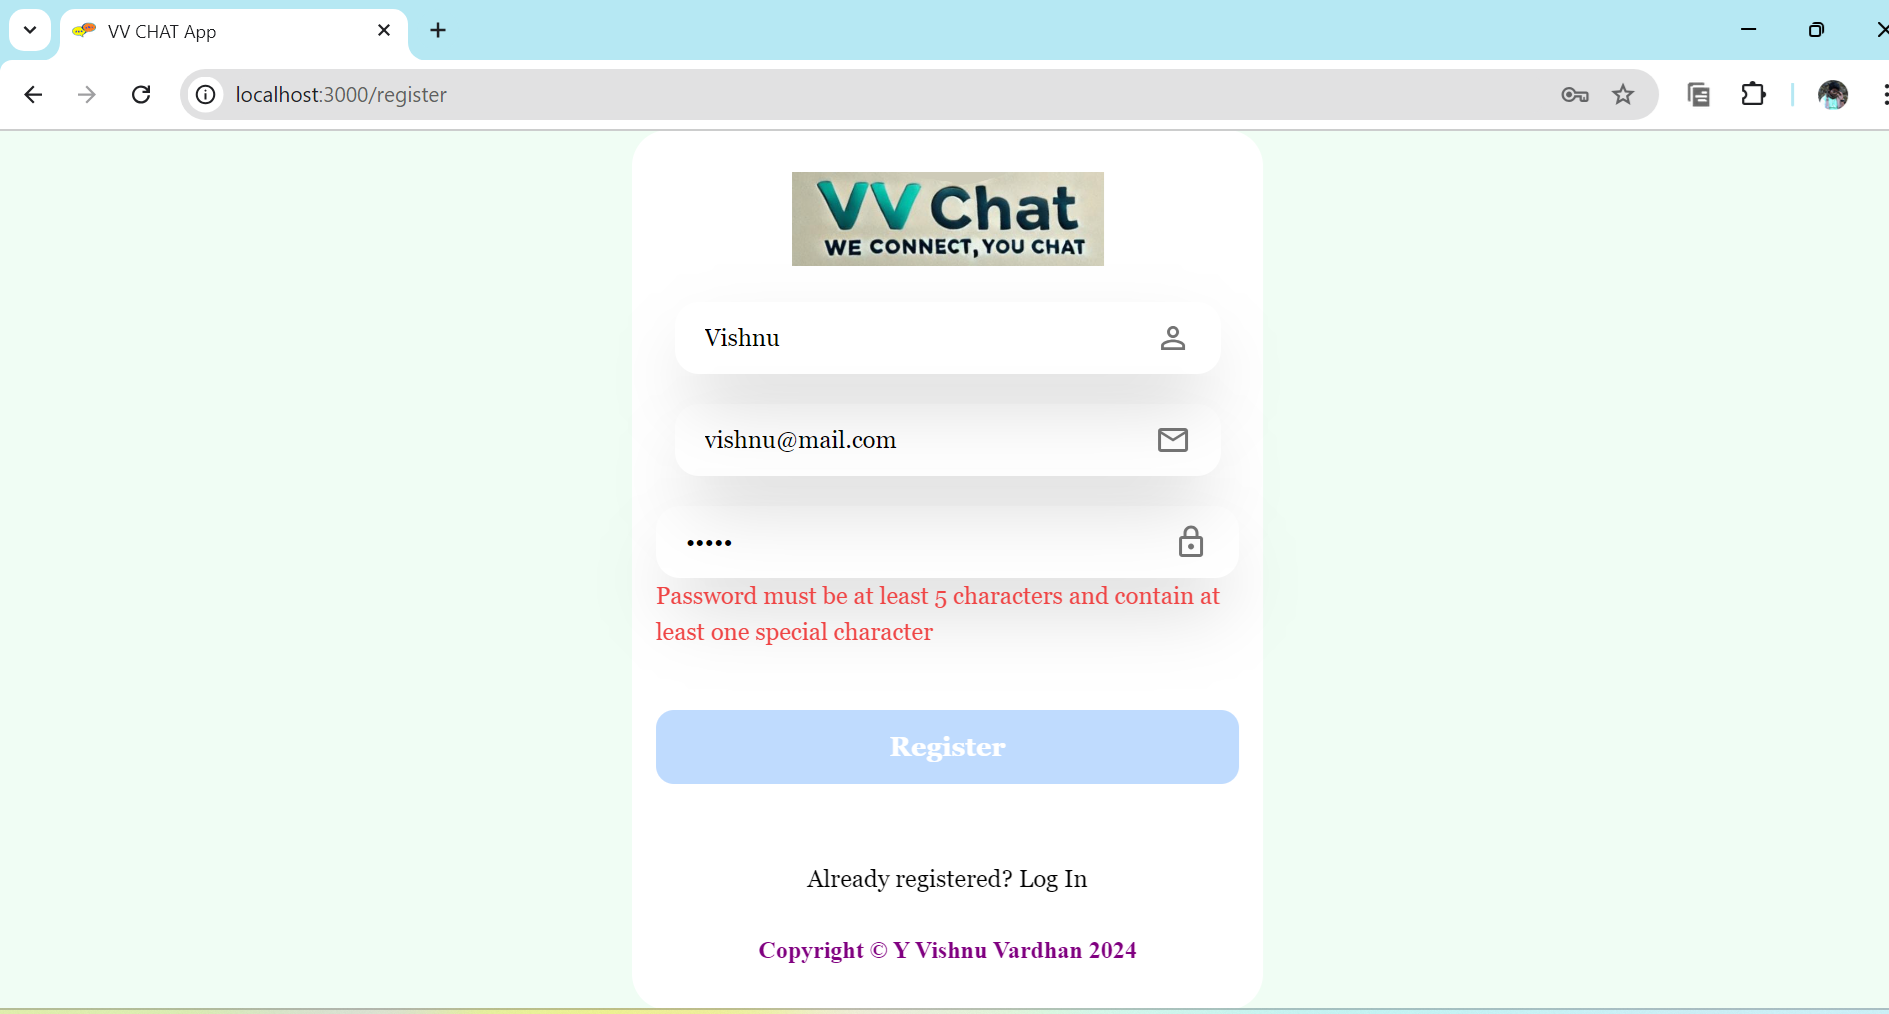 VV CHAT App
localhost:3000/register
VV Chat
WE CONNECT, YOU CHAT
Vishnu
vishnu@mail.com
•••••
Password must be at least 5 characters and contain at
least one special character
Register
Already registered? Log In
Copyright © Y Vishnu Vardhan 2024